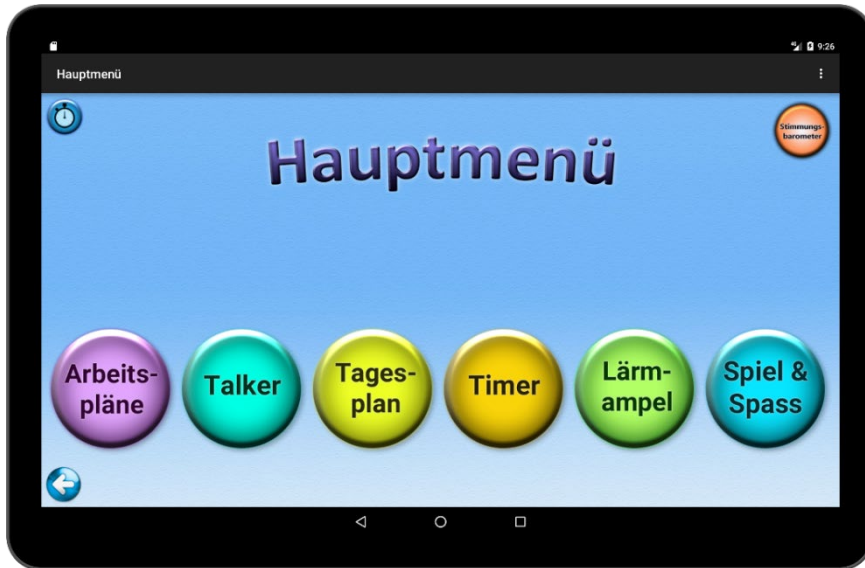 9:26
Hauptmenü
Stimmungs-
barometer
Hauptmenü
Arbeits-
pläne
Talker
Tages-
plan
Timer
Lärm-
ampel
Spiel &
Spass